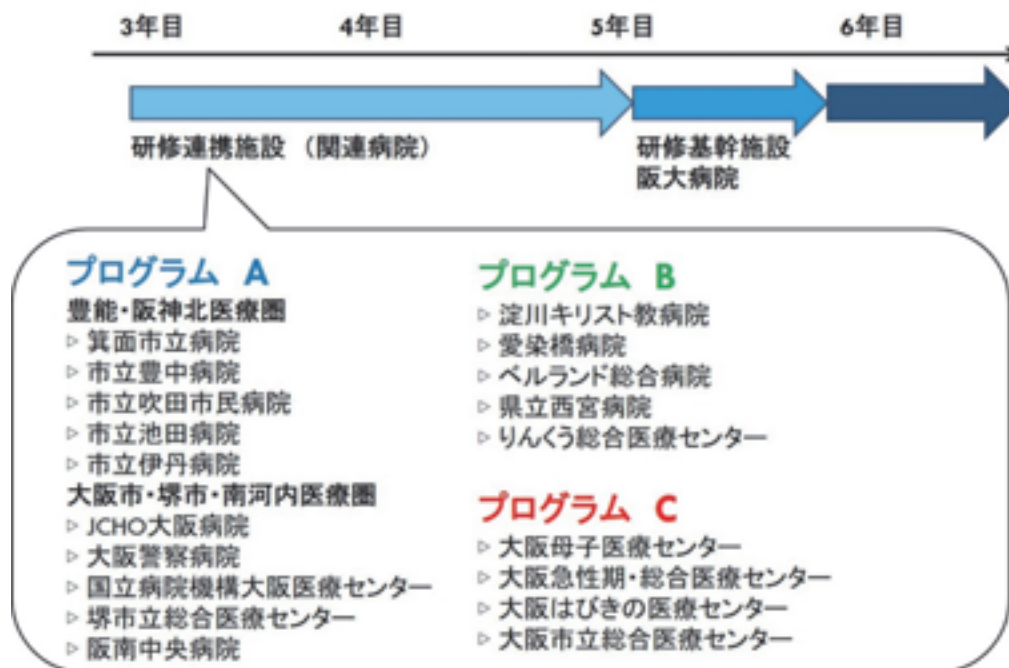 3年目 4年目 5年目 6年目
研修連携施設 (関連病院)
研修基幹施設
阪大病院
プログラム A
豊能・阪神北医療圏
▷ 箕面市立病院
▷ 市立豊中病院
▷ 市立吹田市民病院
▷ 市立池田病院
▷ 市立伊丹病院
大阪市・堺市・南河内医療圏
▷ JCHO大阪病院
▷ 大阪警察病院
▷ 国立病院機構大阪医療センター
▷ 堺市立総合医療センター
▷ 阪南中央病院
プログラム B
▷ 淀川キリスト教病院
▷ 愛染橋病院
▷ ベルランド総合病院
▷ 県立西宮病院
▷ りんくう総合医療センター
プログラム C
▷ 大阪母子医療センター
▷ 大阪急性期・総合医療センター
▷ 大阪はびきの医療センター
▷ 大阪市立総合医療センター